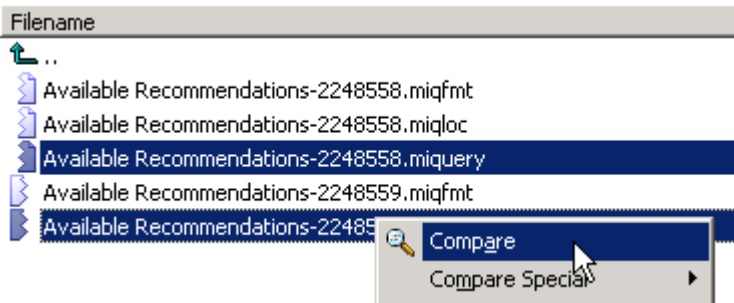 Filename
..
Available Recommendations-2248558.miqfmt
Available Recommendations-2248558.miqloc
Available Recommendations-2248558.miquery
Available Recommendations-2248559.miqfmt
Available Recommendations-22485
Compare
Compare Special